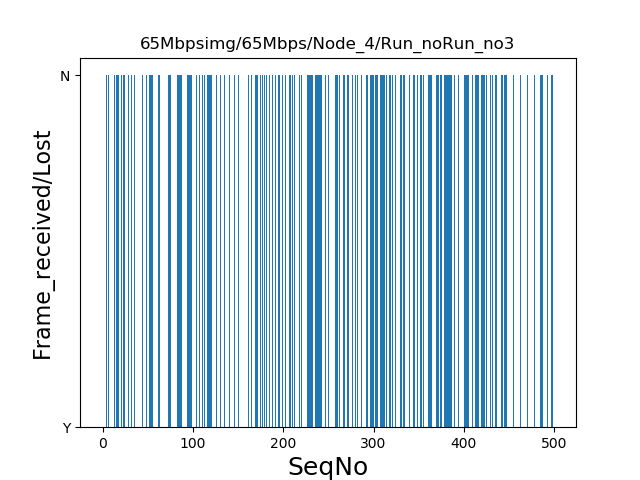 65Mbpsimg/65Mbps/Node_4/Run_noRun_no3
N
Frame_received/Lost
Y
0 100 200 300 400 500
SeqNo